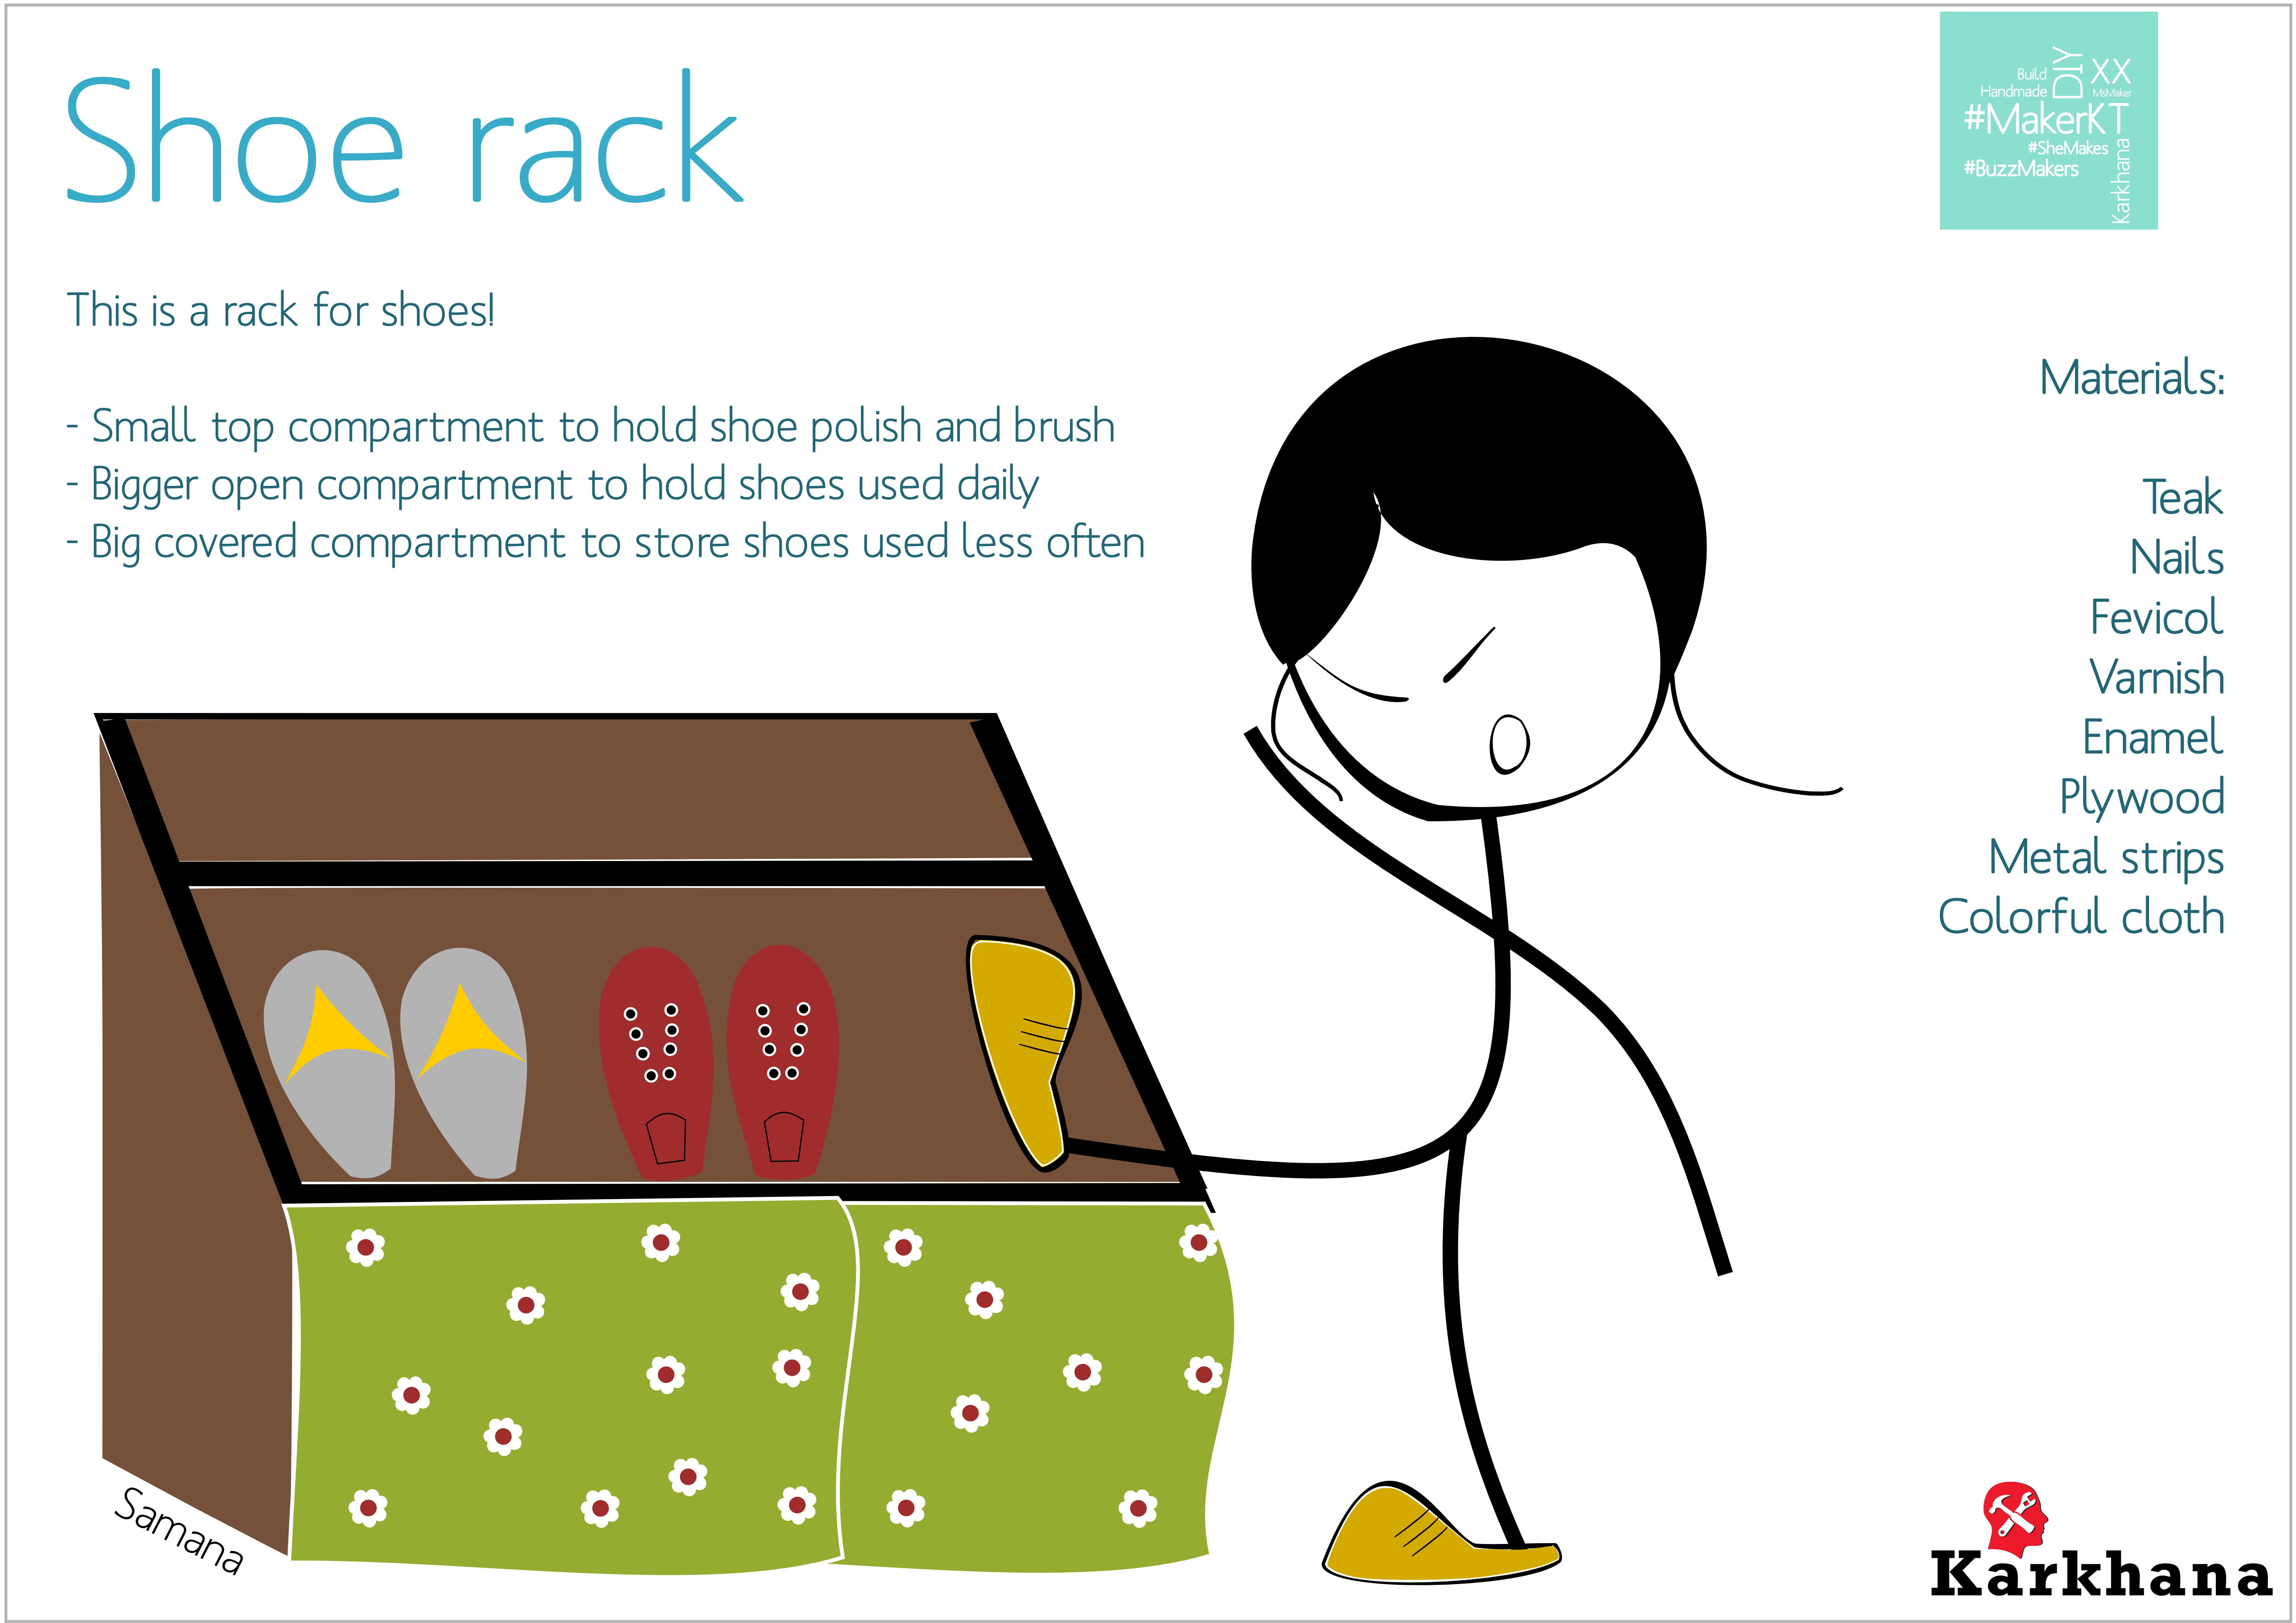 Shoe rack
Build
Handmade
DIY
XX
MsMaker
#MakerKT
#SheMakes
#BuzzMakers
Karkhana
This is a rack for shoes!
- Small top compartment to hold shoe polish and brush
- Bigger open compartment to hold shoes used daily
- Big covered compartment to store shoes used less often
Materials:
Teak
Nails
Fevicol
Varnish
Enamel
Plywood
Metal strips
Colorful cloth
Samana
Karkhana